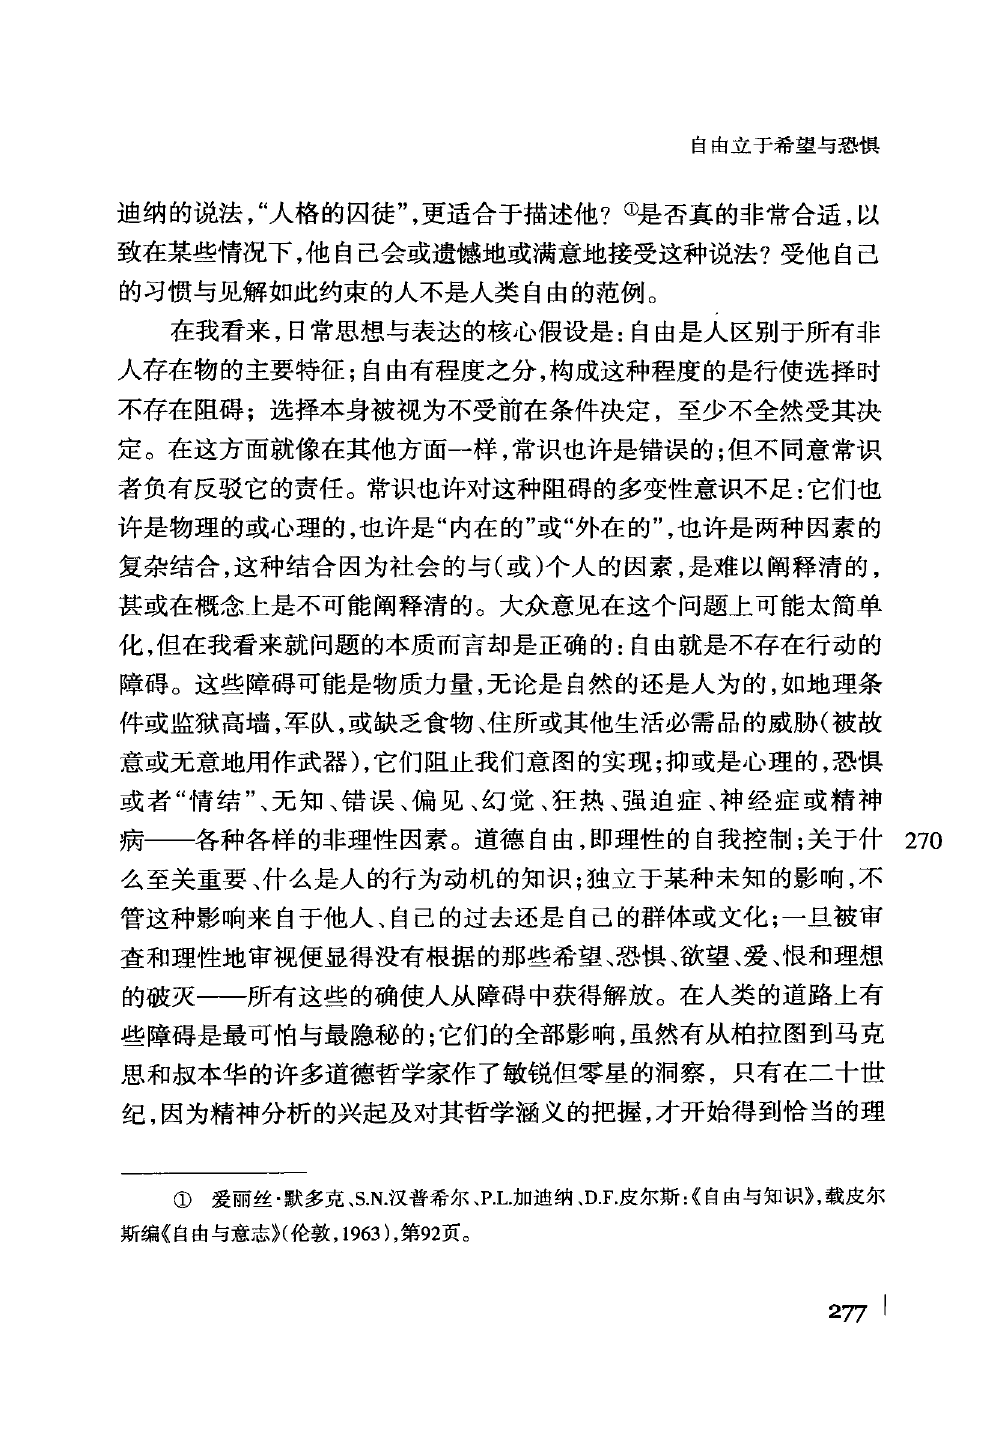 自由立于希望与恐惧
迪纳的说法，“人格的囚徒”，更适合于描述他？①是否真的非常合适，以
致在某些情况下，他自己会或遗憾地或满意地接受这种说法？受他自己
的习惯与见解如此约束的人不是人类自由的范例。
在我看来，日常思想与表达的核心假设是：自由是人区别于所有非
人存在物的主要特征；自由有程度之分，构成这种程度的是行使选择时
不存在阻碍；选择本身被视为不受前在条件决定，至少不全然受其决
定。在这方面就像在其他方面一样，常识也许是错误的；但不同意常识
者负有反驳它的责任。常识也许对这种阻碍的多变性意识不足：它们也
许是物理的或心理的，也许是“内在的”或“外在的”，也许是两种因素的
复杂结合，这种结合因为社会的与（或）个人的因素，是难以阐释清的，
甚或在概念上是不可能阐释清的。大众意见在这个问题上可能太简单
化，但在我看来就问题的本质而言却是正确的：自由就是不存在行动的
障碍。这些障碍可能是物质力量，无论是自然的还是人为的，如地理条
件或监狱高墙，军队，或缺乏食物、住所或其他生活必需品的威胁（被故
意或无意地用作武器），它们阻止我们意图的实现；抑或是心理的，恐惧
或者“情结”、无知、错误、偏见、幻觉、狂热、强迫症、神经症或精神
病——各种各样的非理性因素。道德自由，即理性的自我控制；关于什 270
么至关重要、什么是人的行为动机的知识；独立于某种未知的影响，不
管这种影响来自于他人、自己的过去还是自己的群体或文化；一旦被审
查和理性地审视便显得没有根据的那些希望、恐惧、欲望、爱、恨和理想
的破灭——所有这些的确使人从障碍中获得解放。在人类的道路上有
些障碍是最可怕与最隐秘的；它们的全部影响，虽然有从柏拉图到马克
思和叔本华的许多道德哲学家作了敏锐但零星的洞察，只有在二十世
纪，因为精神分析的兴起及对其哲学涵义的把握，才开始得到恰当的理
① 爱丽丝·默多克、S.N.汉普希尔、P.L.加迪纳、D.F.皮尔斯：《自由与知识》，载皮尔
斯编《自由与意志》（伦敦，1963），第92页。
277